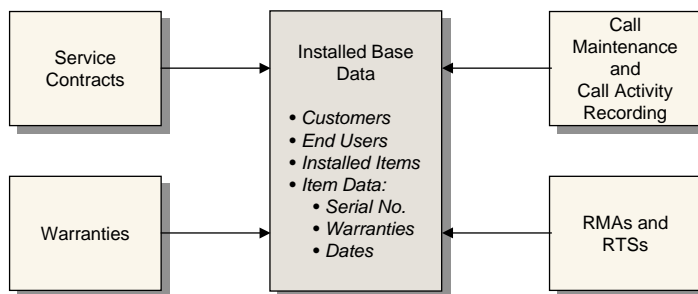 Service
Contracts
Warranties
Installed Base
Data
• Customers
• End Users
• Installed Items
• Item Data:
• Serial No.
• Warranties
• Dates
Call
Maintenance
and
Call Activity
Recording
RMAs and
RTSs